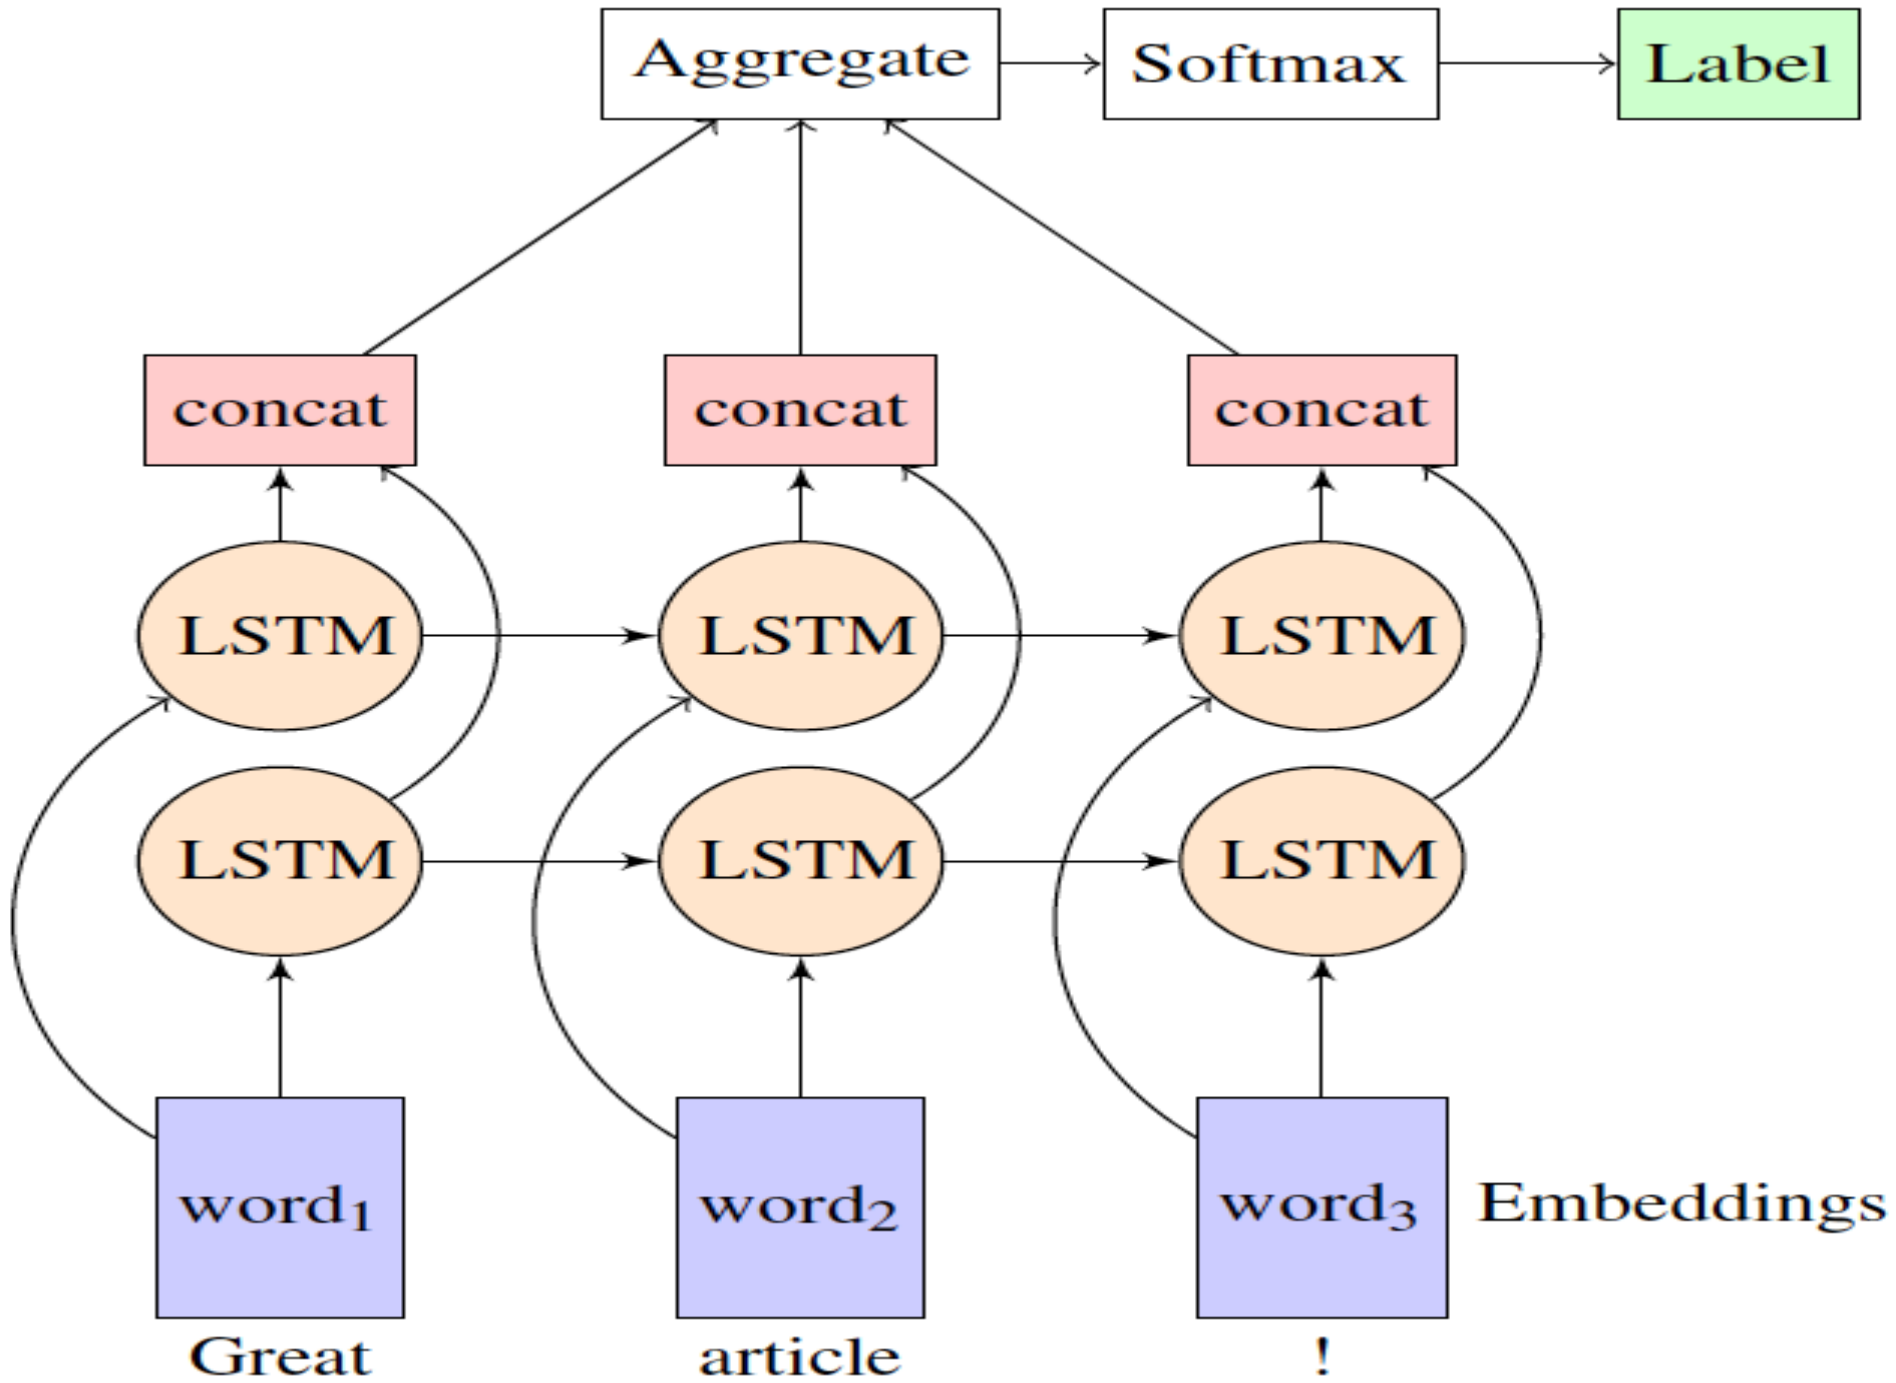 Aggregate Softmax Label
concat concat concat
LSTM LSTM LSTM
LSTM LSTM LSTM
word₁ word₂ word₃ Embeddings
Great article !